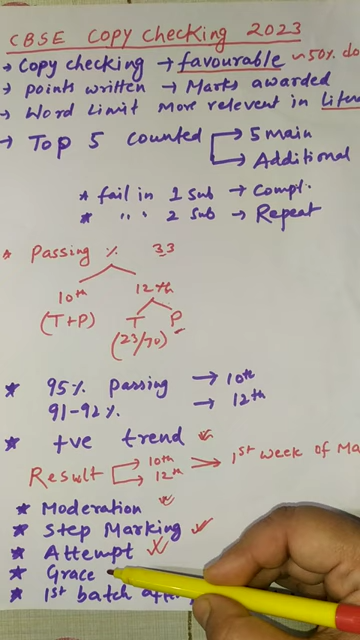 CBSE Copy Checking 2023
→ Copy checking → favourable ~50% do
→ points written → Marks awarded
→ Word Limit More relevent in Liter
→ Top 5 counted → 5 main
→ Additional
* fail in 1 Sub → Compl.
* " " 2 Sub → Repeat
* Passing % 33
10th 12th
(T+P) T P
(23/70)
* 95% passing → 10th
91-92% → 12th
* +ve trend
Result → 10th → 1st week of Ma
→ 12th
* Moderation
* Step Marking
* Attempt
* Grace
* 1st batch